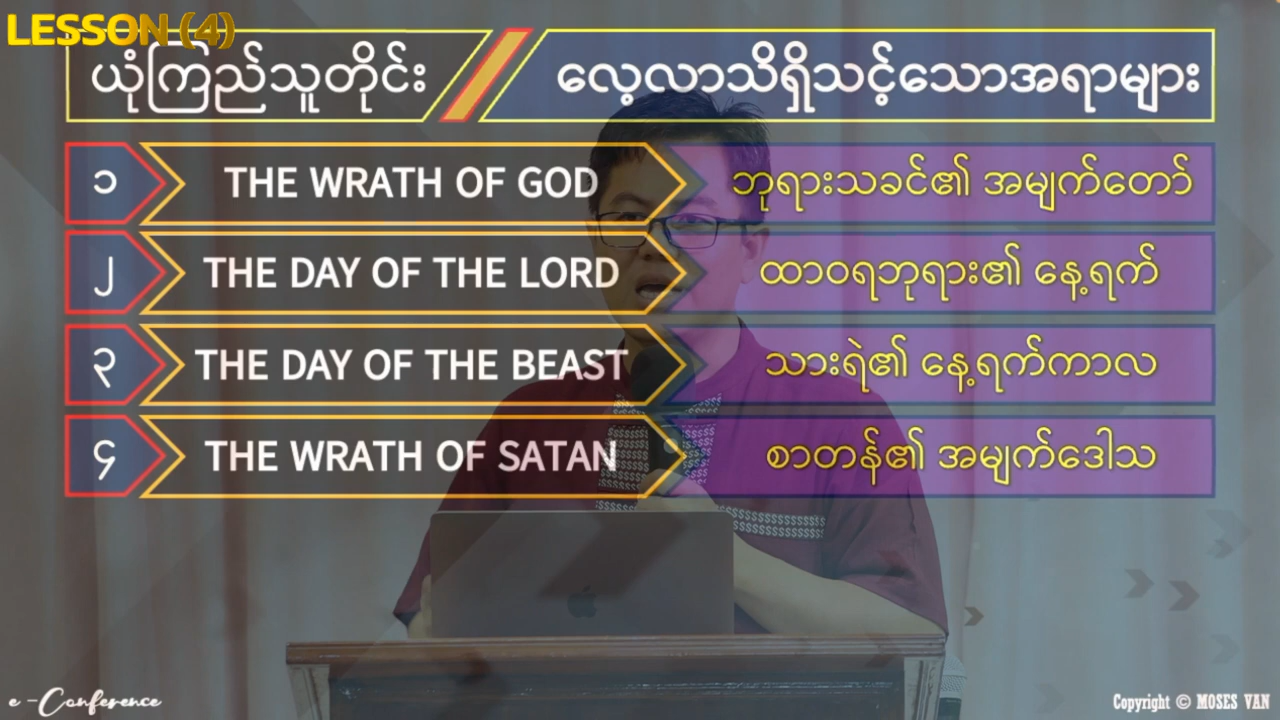 LESSON (4)
ယုံကြည်သူတိုင်း လေ့လာသိရှိသင့်သောအရာများ
၁ THE WRATH OF GOD ဘုရားသခင်၏ အမျက်တော်
၂ THE DAY OF THE LORD ထာဝရဘုရား၏ နေ့ရက်
၃ THE DAY OF THE BEAST သားရဲ၏ နေ့ရက်ကာလ
၄ THE WRATH OF SATAN စာတန်၏ အမျက်ဒေါသ
e-Conference
Copyright © MOSES VAN